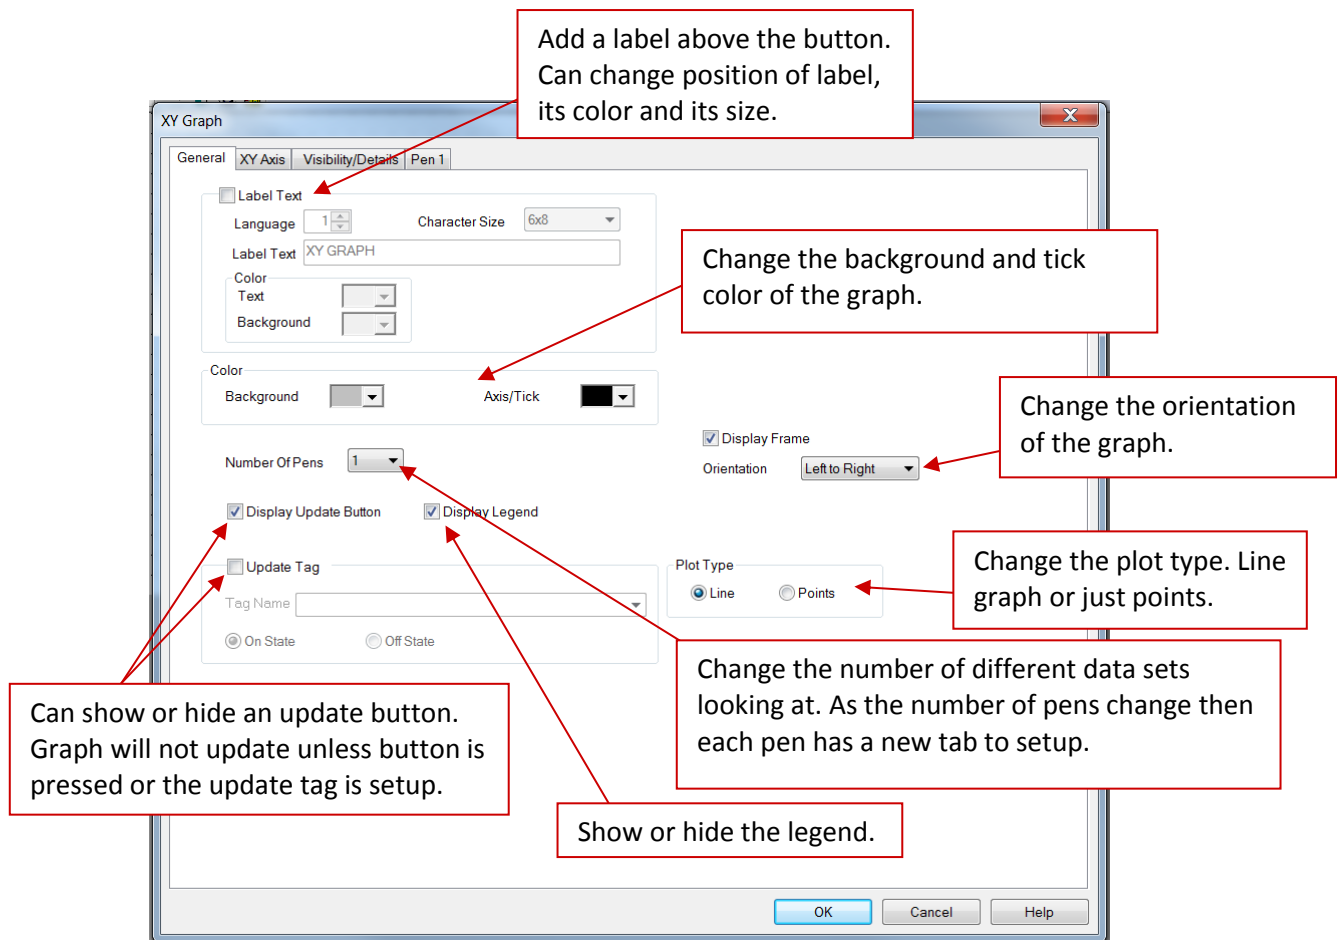 Add a label above the button.
Can change position of label,
its color and its size.
XY Graph
General XY Axis Visibility/Details Pen 1
Label Text
Language 1 Character Size 6x8
Label Text XY GRAPH
Color
Text
Background
Change the background and tick
color of the graph.
Color
Background Axis/Tick
Change the orientation
of the graph.
Display Frame
Number Of Pens 1 Orientation Left to Right
Display Update Button Display Legend
Update Tag Plot Type
Change the plot type. Line
graph or just points.
Tag Name Line Points
On State Off State
Change the number of different data sets
looking at. As the number of pens change then
each pen has a new tab to setup.
Can show or hide an update button.
Graph will not update unless button is
pressed or the update tag is setup.
Show or hide the legend.
OK Cancel Help